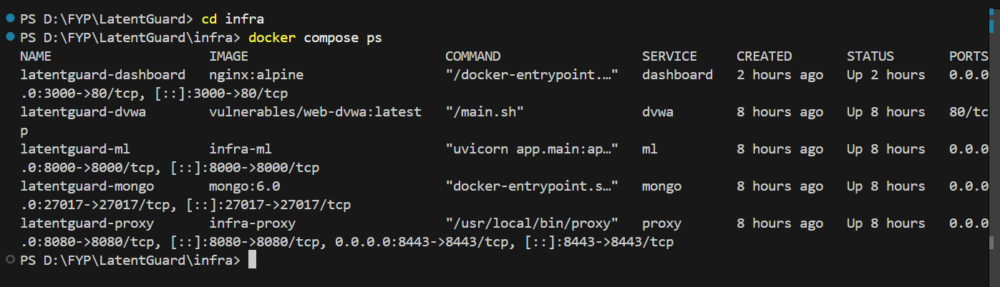 PS D:\FYP\LatentGuard> cd infra
PS D:\FYP\LatentGuard\infra> docker compose ps
NAME                   IMAGE                         COMMAND                  SERVICE     CREATED       STATUS       PORTS
latentguard-dashboard   nginx:alpine                  "/docker-entrypoint.…"   dashboard   2 hours ago   Up 2 hours   0.0.0
.0:3000->80/tcp, [::]:3000->80/tcp
latentguard-dvwa        vulnerables/web-dvwa:latest   "/main.sh"               dvwa        8 hours ago   Up 8 hours   80/tc
p
latentguard-ml          infra-ml                      "uvicorn app.main:ap…"   ml          8 hours ago   Up 8 hours   0.0.0
.0:8000->8000/tcp, [::]:8000->8000/tcp
latentguard-mongo       mongo:6.0                     "docker-entrypoint.s…"   mongo       8 hours ago   Up 8 hours   0.0.0
.0:27017->27017/tcp, [::]:27017->27017/tcp
latentguard-proxy       infra-proxy                   "/usr/local/bin/proxy"   proxy       8 hours ago   Up 8 hours   0.0.0
.0:8080->8080/tcp, [::]:8080->8080/tcp, 0.0.0.0:8443->8443/tcp, [::]:8443->8443/tcp
PS D:\FYP\LatentGuard\infra>